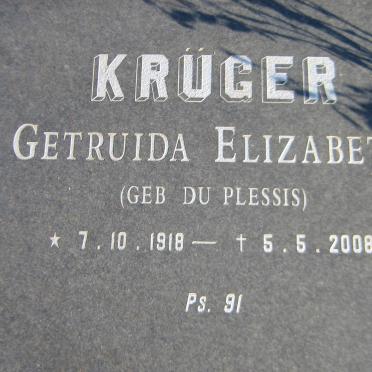 KRÜGER
GETRUIDA ELIZABET
(GEB DU PLESSIS)
★ 7.10.1918 — † 5.5.2008
Ps. 91